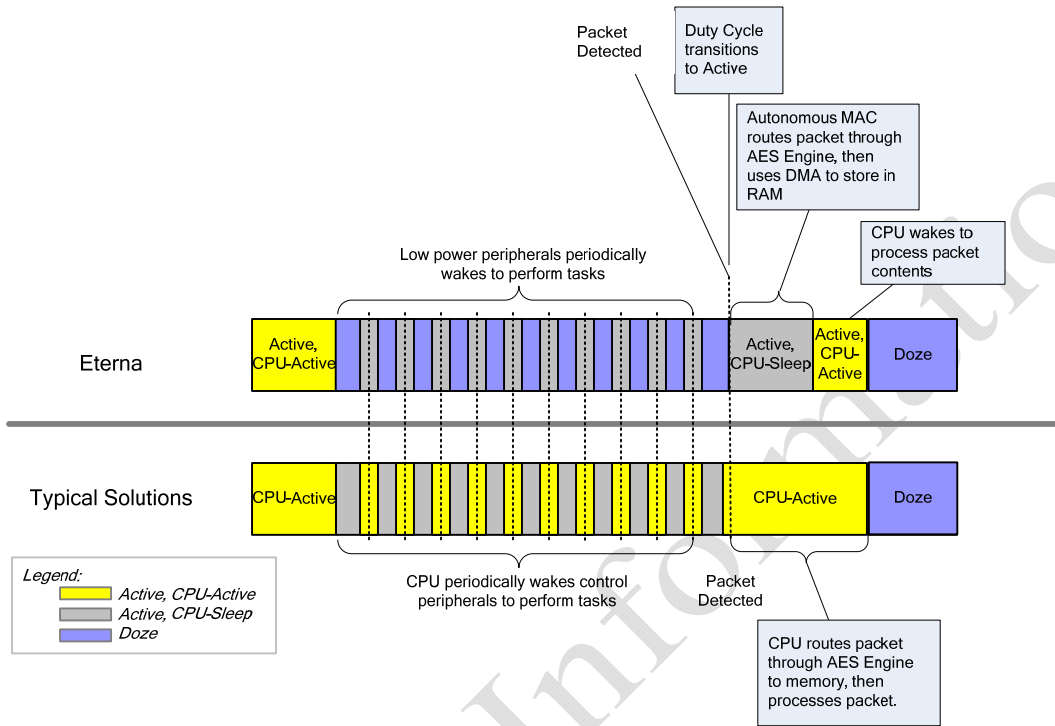 Packet
Detected
Duty Cycle
transitions
to Active
Autonomous MAC
routes packet through
AES Engine, then
uses DMA to store in
RAM
CPU wakes to
process packet
contents
Low power peripherals periodically
wakes to perform tasks
Eterna
Active,
CPU-Active
Active,
CPU-Sleep
Active,
CPU-
Active
Doze
Typical Solutions
CPU-Active
CPU-Active
Doze
CPU periodically wakes control
peripherals to perform tasks
Packet
Detected
CPU routes packet
through AES Engine
to memory, then
processes packet.
Legend:
Active, CPU-Active
Active, CPU-Sleep
Doze
Informatio